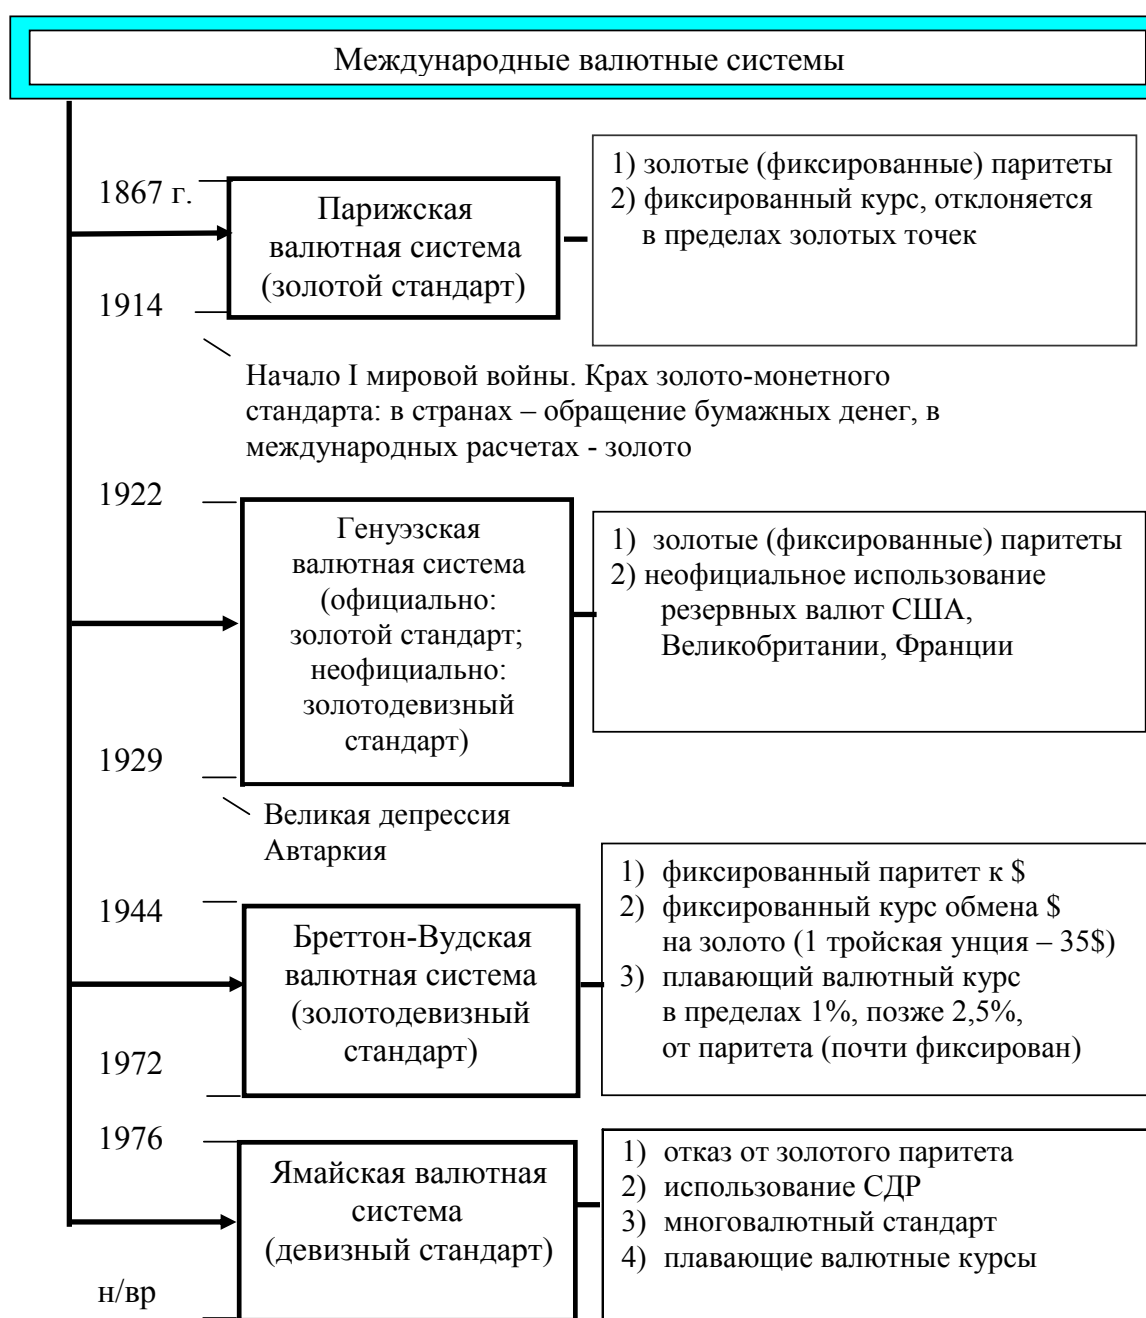 Международные валютные системы
1867 г.
Парижская
валютная система
(золотой стандарт)
1) золотые (фиксированные) паритеты
2) фиксированный курс, отклоняется
в пределах золотых точек
1914
Начало I мировой войны. Крах золото-монетного
стандарта: в странах – обращение бумажных денег, в
международных расчетах - золото
1922
Генуэзская
валютная система
(официально:
золотой стандарт;
неофициально:
золотодевизный
стандарт)
1) золотые (фиксированные) паритеты
2) неофициальное использование
резервных валют США,
Великобритании, Франции
1929
Великая депрессия
Автаркия
1944
Бреттон-Вудская
валютная система
(золотодевизный
стандарт)
1) фиксированный паритет к $
2) фиксированный курс обмена $
на золото (1 тройская унция – 35$)
3) плавающий валютный курс
в пределах 1%, позже 2,5%,
от паритета (почти фиксирован)
1972
1976
Ямайская валютная
система
(девизный стандарт)
1) отказ от золотого паритета
2) использование СДР
3) многовалютный стандарт
4) плавающие валютные курсы
н/вр